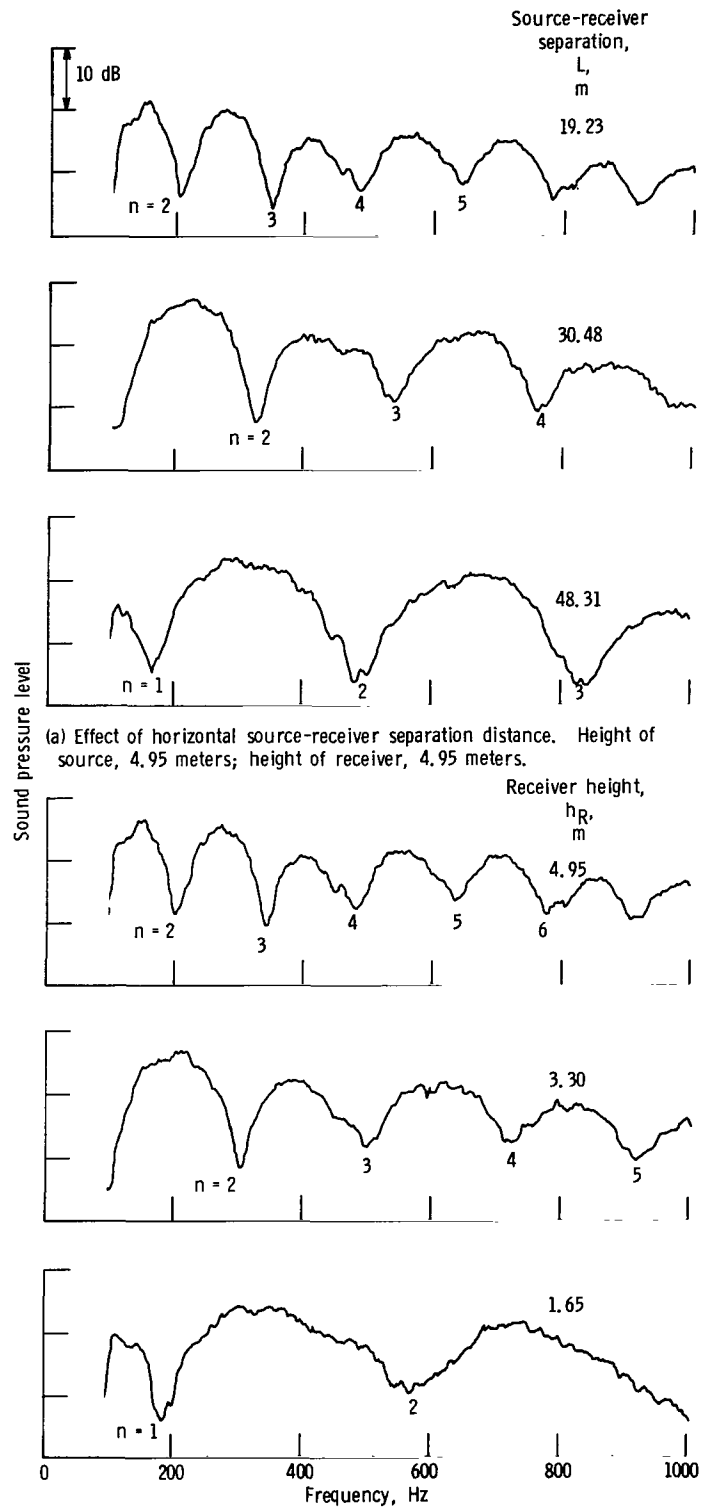 Source-receiver
separation,
L,
m
10 dB
19.23
n = 2
3
4
5
30.48
n = 2
3
4
48.31
n = 1
2
3
Sound pressure level
(a) Effect of horizontal source-receiver separation distance. Height of
source, 4.95 meters; height of receiver, 4.95 meters.
Receiver height,
hR,
m
4.95
n = 2
3
4
5
6
3.30
n = 2
3
4
5
1.65
n = 1
2
0 200 400 600 800 1000
Frequency, Hz